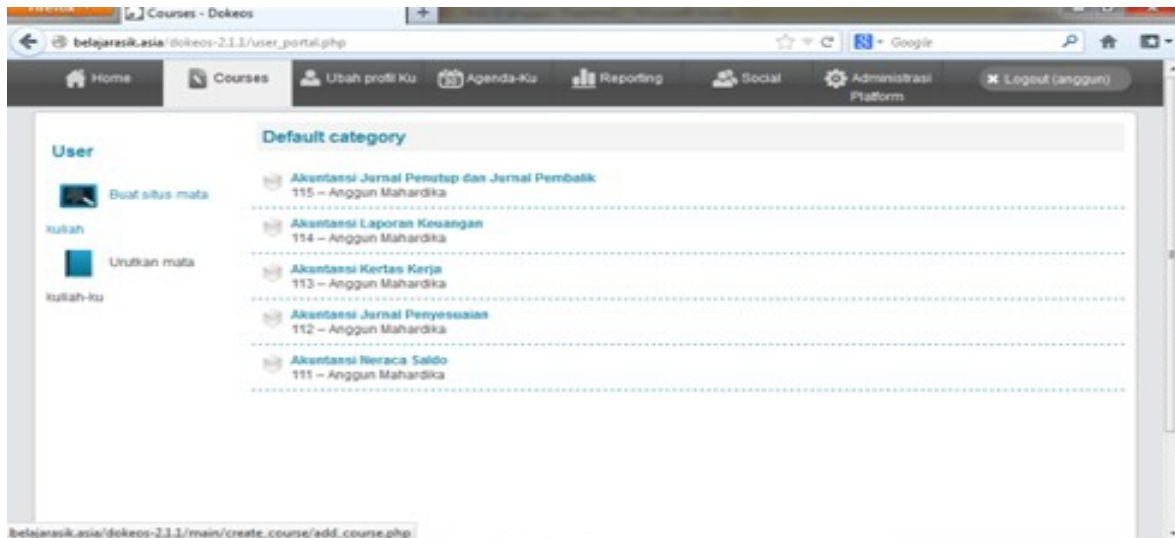 Courses - Dokeos
belajarasik.asia/dokeos-2.1.1/user_portal.php
Google
Home
Courses
Ubah profil Ku
Agenda-Ku
Reporting
Social
Administrasi
Platform
Logout (anggun)
User
Buat situs mata
kuliah
Urutkan mata
kuliah-ku
Default category
Akuntansi Jurnal Penutup dan Jurnal Pembalik
115 – Anggun Mahardika
Akuntansi Laporan Keuangan
114 – Anggun Mahardika
Akuntansi Kertas Kerja
113 – Anggun Mahardika
Akuntansi Jurnal Penyesuaian
112 – Anggun Mahardika
Akuntansi Neraca Saldo
111 – Anggun Mahardika
belajarasik.asia/dokeos-2.1.1/main/create_course/add_course.php